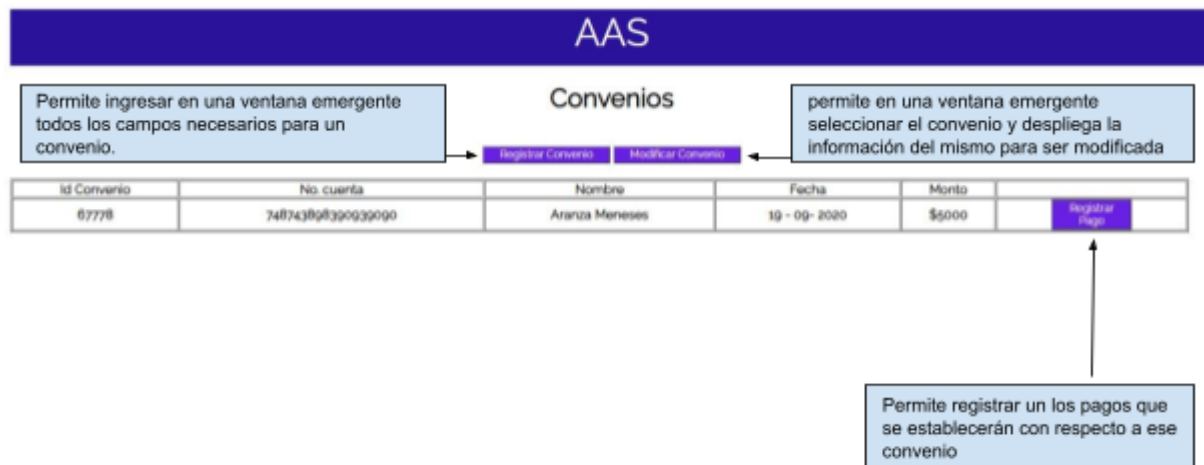 AAS
Convenios
Permite ingresar en una ventana emergente
todos los campos necesarios para un
convenio.
permite en una ventana emergente
seleccionar el convenio y despliega la
información del mismo para ser modificada
Registrar Convenio Modificar Convenio
Id Convenio No. cuenta Nombre Fecha Monto
67778 748743898390939090 Aranza Meneses 19 - 09- 2020 $5000
Registrar
Pago
Permite registrar un los pagos que
se establecerán con respecto a ese
convenio